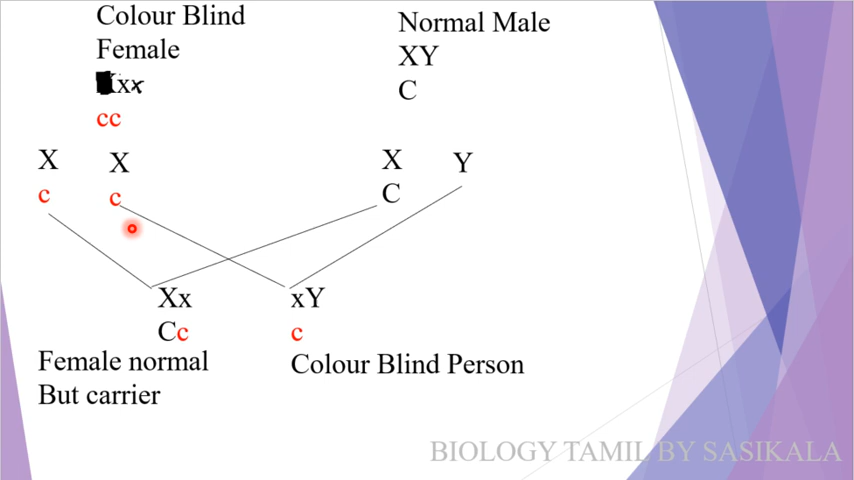 Colour Blind
Female
xx
cc
Normal Male
XY
C
X X
c c
X Y
C
Xx
Cc
Female normal
But carrier
xY
c
Colour Blind Person
BIOLOGY TAMIL BY SASIKALA